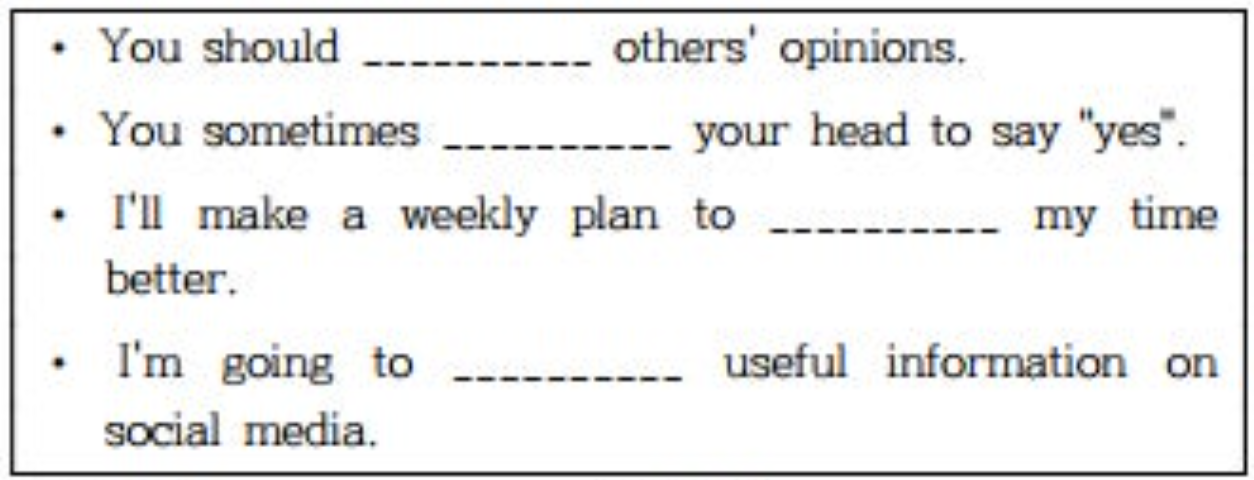 • You should __________ others' opinions.
• You sometimes __________ your head to say "yes".
• I'll make a weekly plan to __________ my time
better.
• I'm going to __________ useful information on
social media.